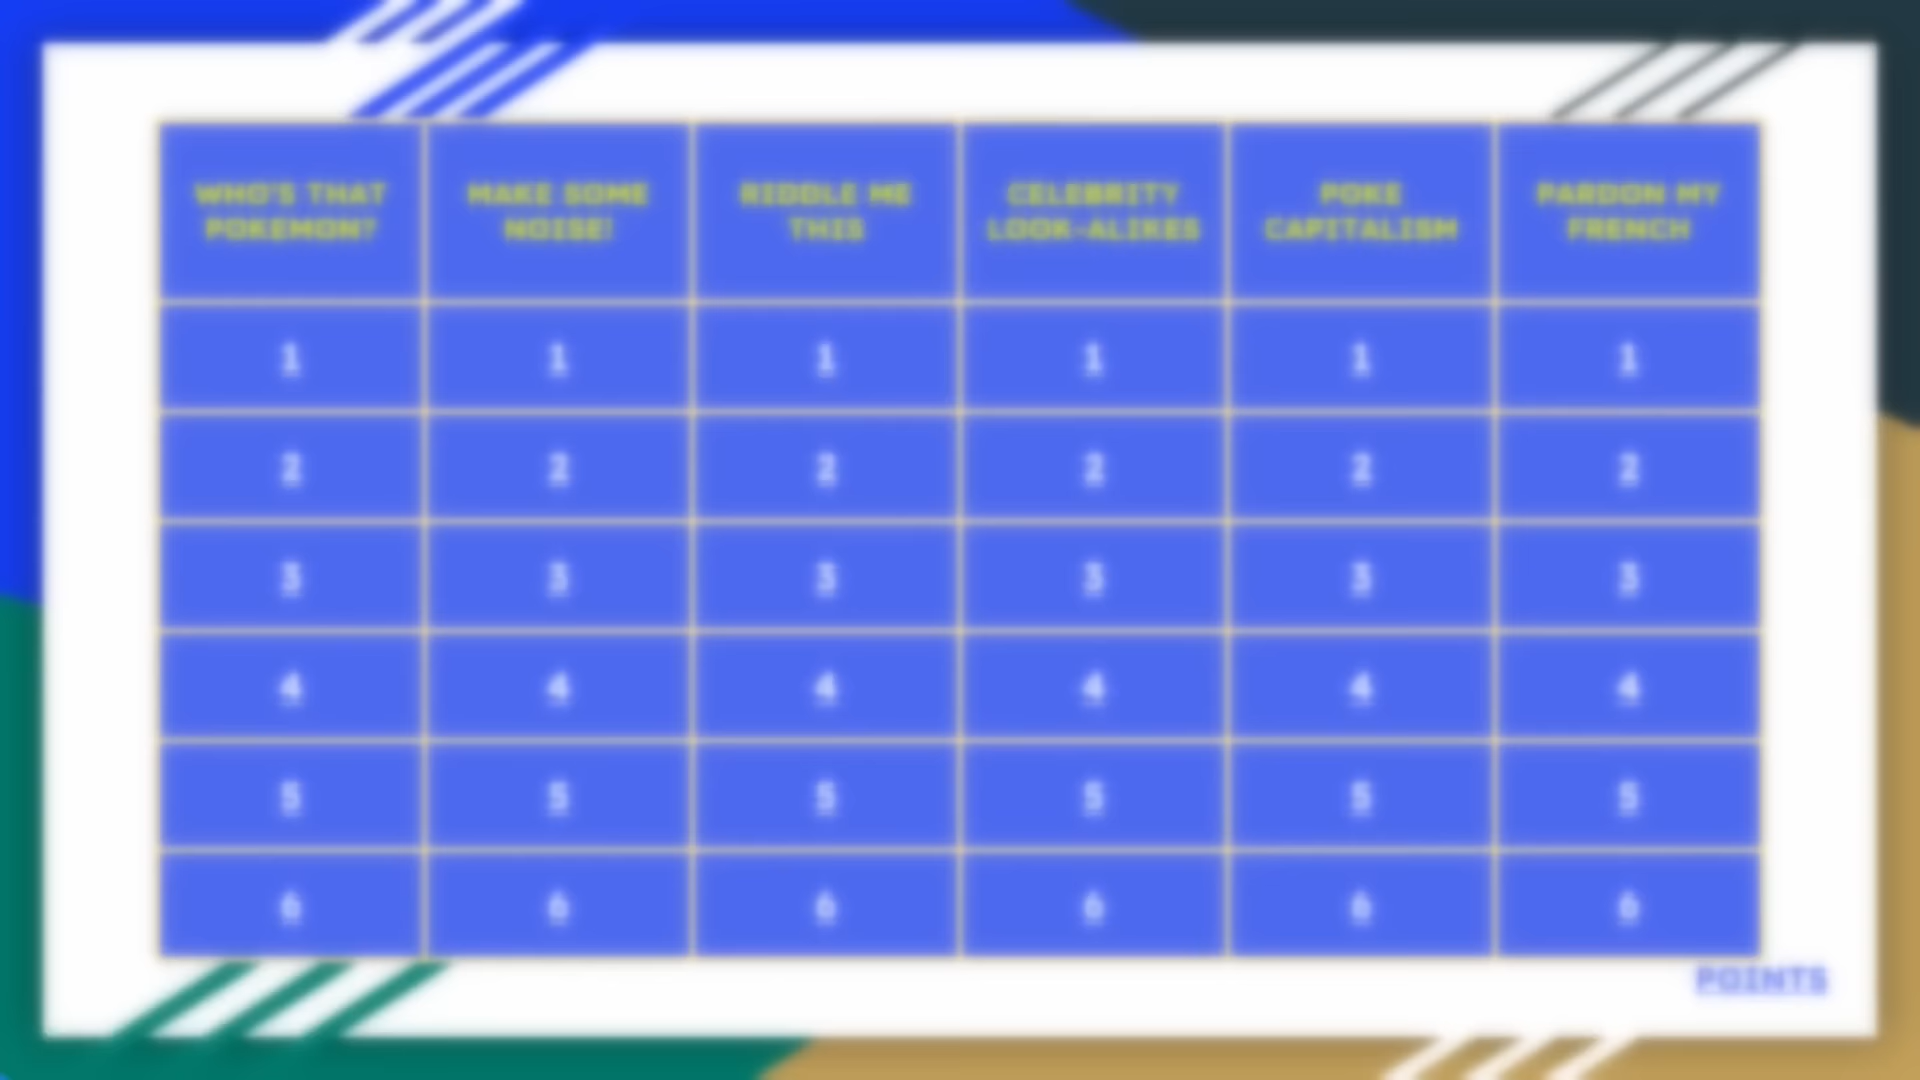 WHO'S THAT POKEMON?
MAKE SOME NOISE!
RIDDLE ME THIS
CELEBRITY LOOK-ALIKES
POKE CAPITALISM
PARDON MY FRENCH
1 1 1 1 1 1
2 2 2 2 2 2
3 3 3 3 3 3
4 4 4 4 4 4
5 5 5 5 5 5
6 6 6 6 6 6
POINTS